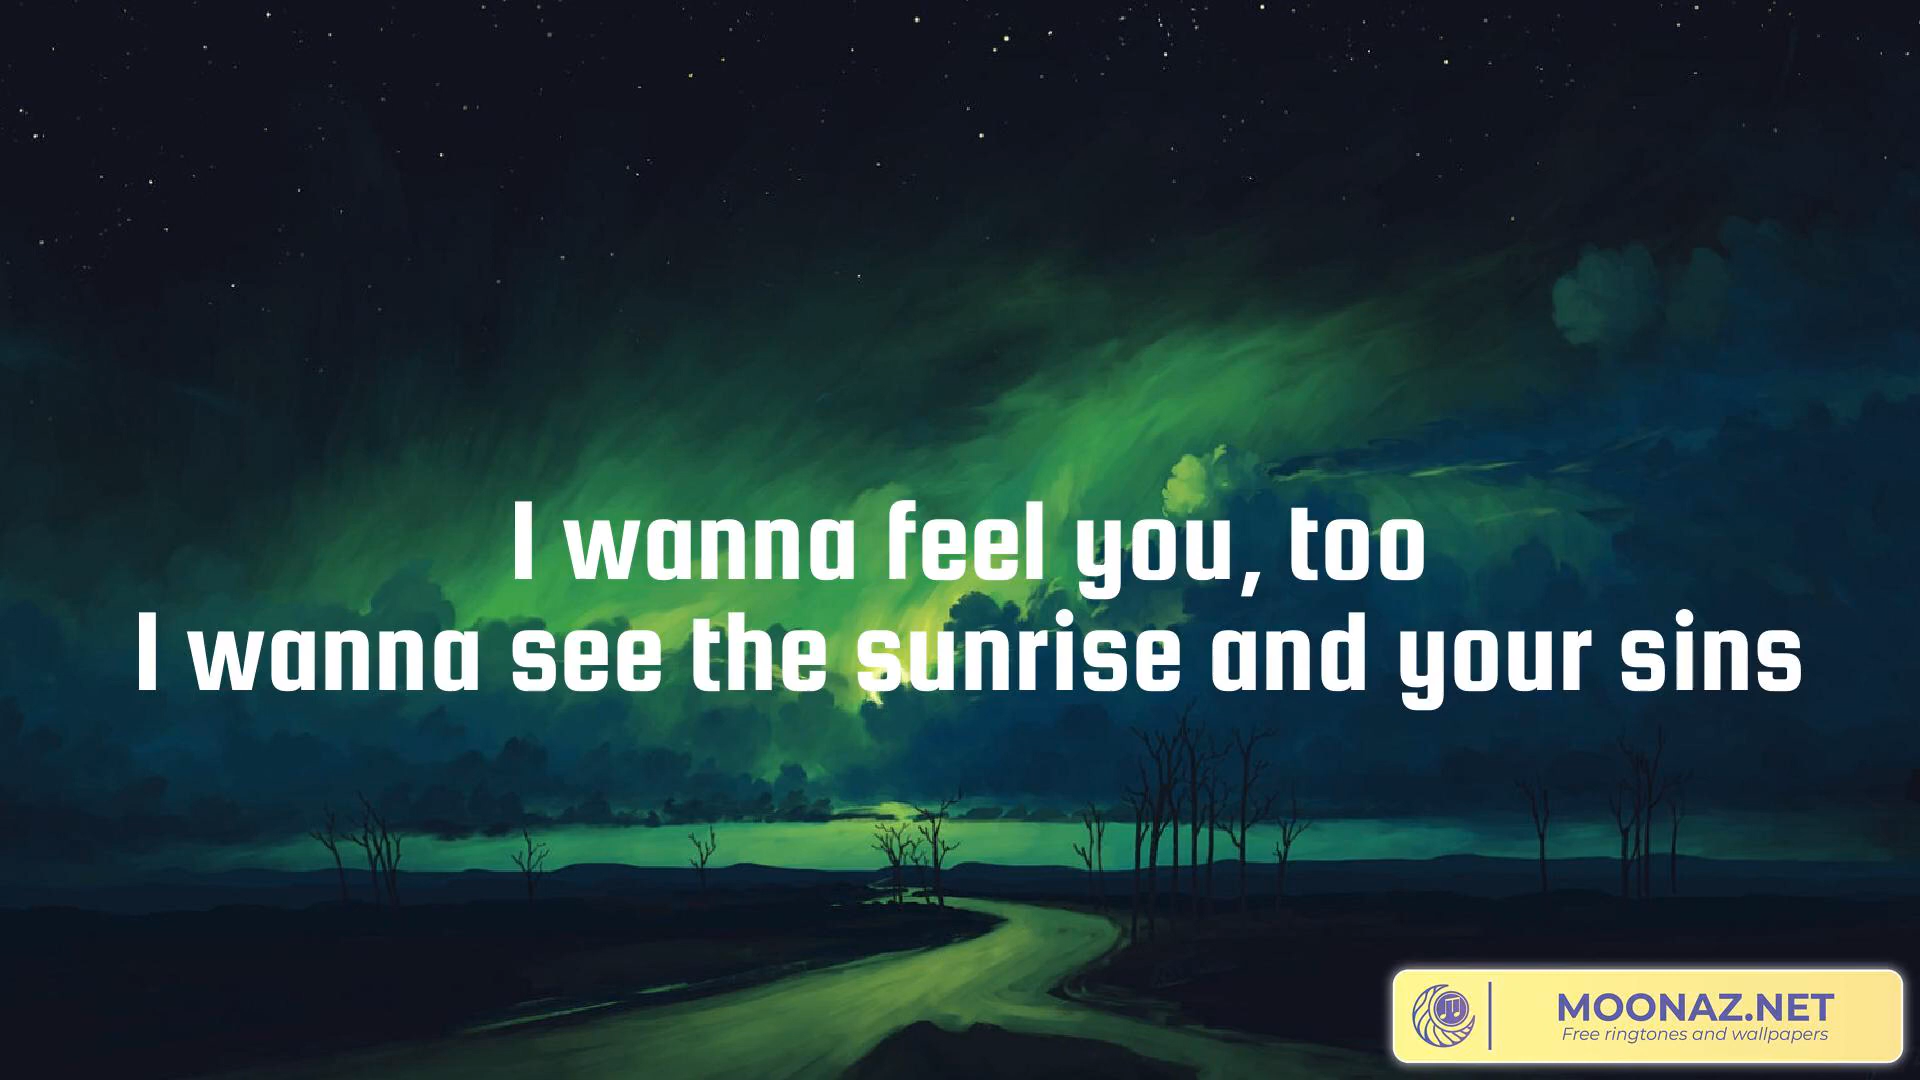 I wanna feel you, too
I wanna see the sunrise and your sins
MOONAZ.NET
Free ringtones and wallpapers